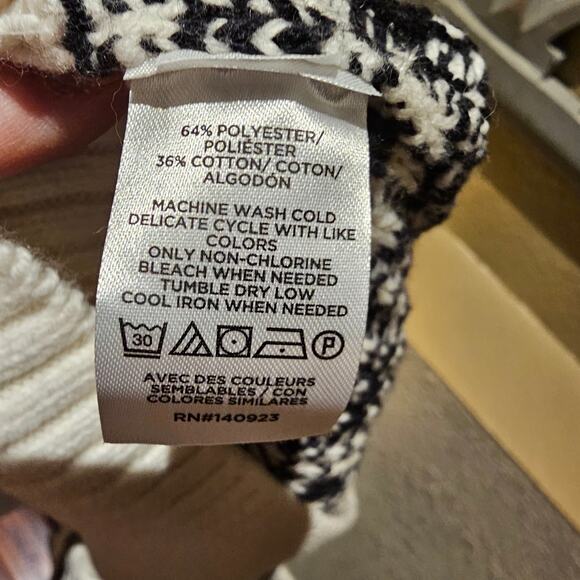 64% POLYESTER/
POLIÉSTER
36% COTTON/ COTON/
ALGODÓN
MACHINE WASH COLD
DELICATE CYCLE WITH LIKE
COLORS
ONLY NON-CHLORINE
BLEACH WHEN NEEDED
TUMBLE DRY LOW
COOL IRON WHEN NEEDED
30 P
AVEC DES COULEURS
SEMBLABLES / CON
COLORES SIMILARES
RN#140923